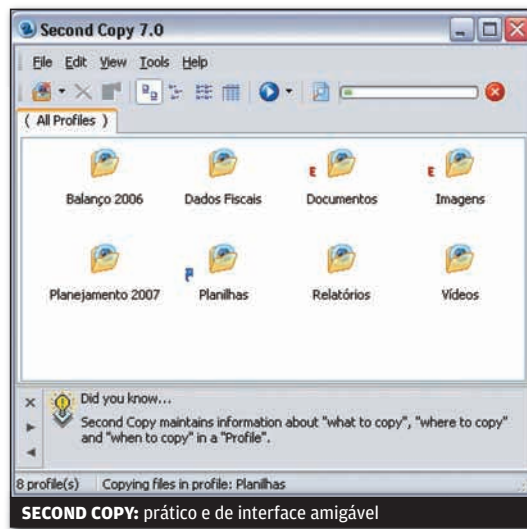 Second Copy 7.0
File Edit View Tools Help
( All Profiles )
Balanço 2006 Dados Fiscais E Documentos E Imagens
Planejamento 2007 Planilhas Relatórios Vídeos
Did you know...
Second Copy maintains information about "what to copy", "where to copy"
and "when to copy" in a "Profile".
8 profile(s) Copying files in profile: Planilhas
SECOND COPY: prático e de interface amigável